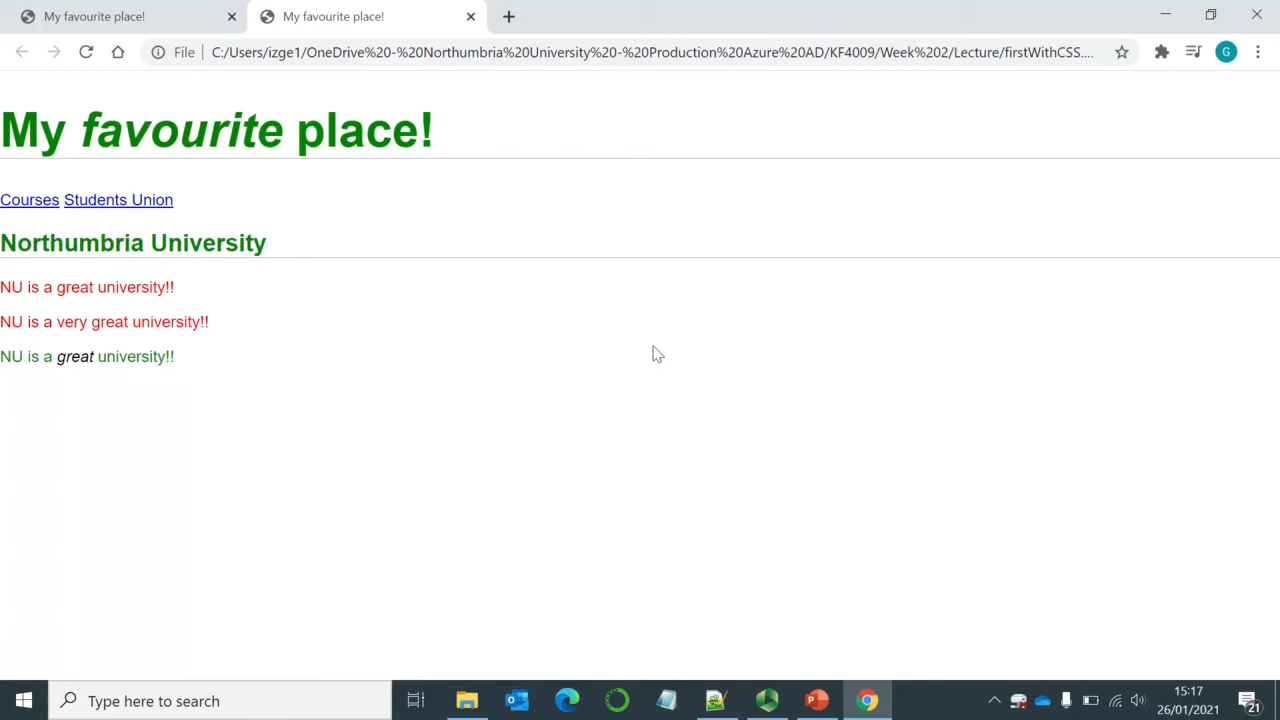 My favourite place!
My favourite place!
File
C:/Users/izge1/OneDrive%20-%20Northumbria%20University%20-%20Production%20Azure%20AD/KF4009/Week%202/Lecture/firstWithCSS....
G
My favourite place!
Courses Students Union
Northumbria University
NU is a great university!!
NU is a very great university!!
NU is a great university!!
Type here to search
15:17
26/01/2021
21